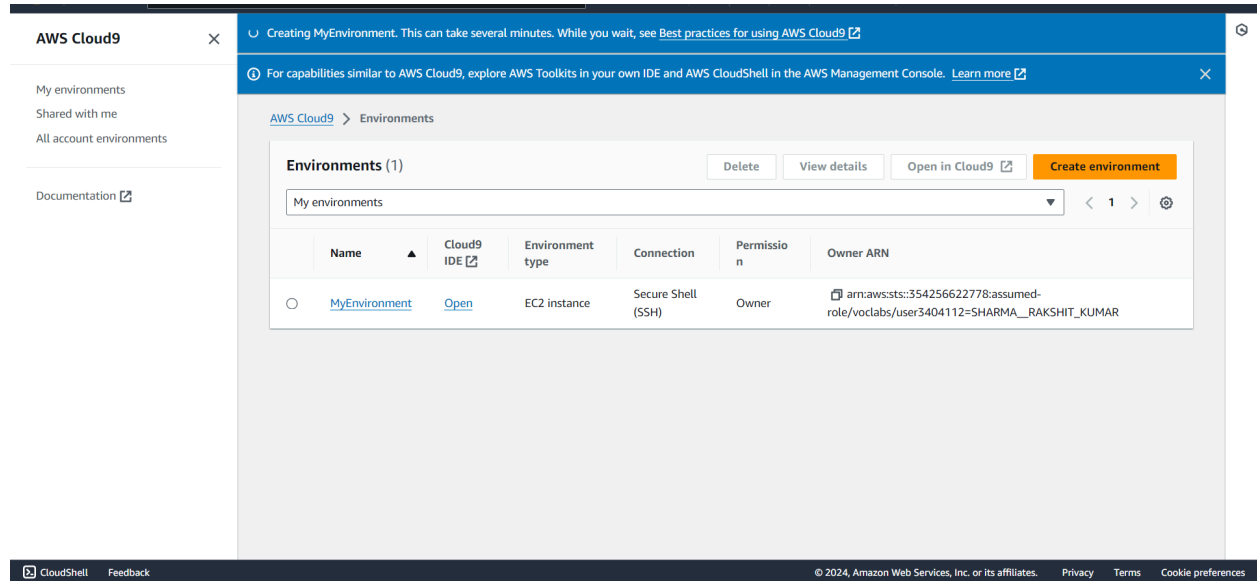 AWS Cloud9
My environments
Shared with me
All account environments
Documentation
Creating MyEnvironment. This can take several minutes. While you wait, see Best practices for using AWS Cloud9
For capabilities similar to AWS Cloud9, explore AWS Toolkits in your own IDE and AWS CloudShell in the AWS Management Console. Learn more
AWS Cloud9 > Environments
Environments (1)
Delete View details Open in Cloud9 Create environment
My environments
1
Name Cloud9 Environment Connection Permissio Owner ARN
IDE type n
MyEnvironment Open EC2 instance Secure Shell Owner arn:aws:sts::354256622778:assumed-
(SSH) role/voclabs/user3404112=SHARMA__RAKSHIT_KUMAR
CloudShell Feedback © 2024, Amazon Web Services, Inc. or its affiliates. Privacy Terms Cookie preferences